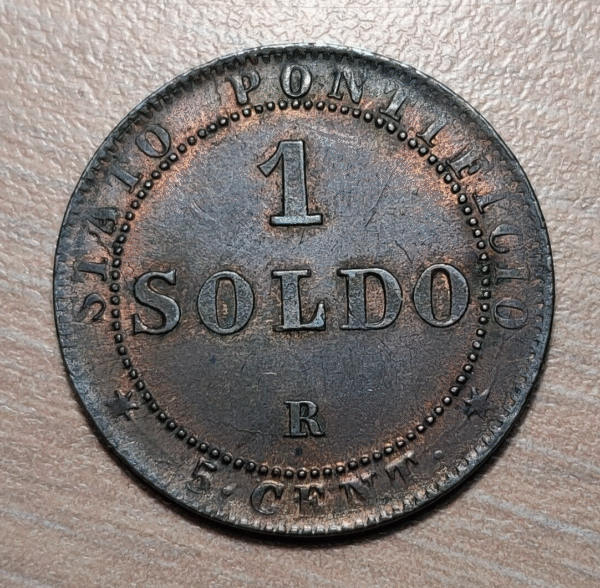 STATO PONTIFICIO
1
SOLDO
R
5 · CENT ·